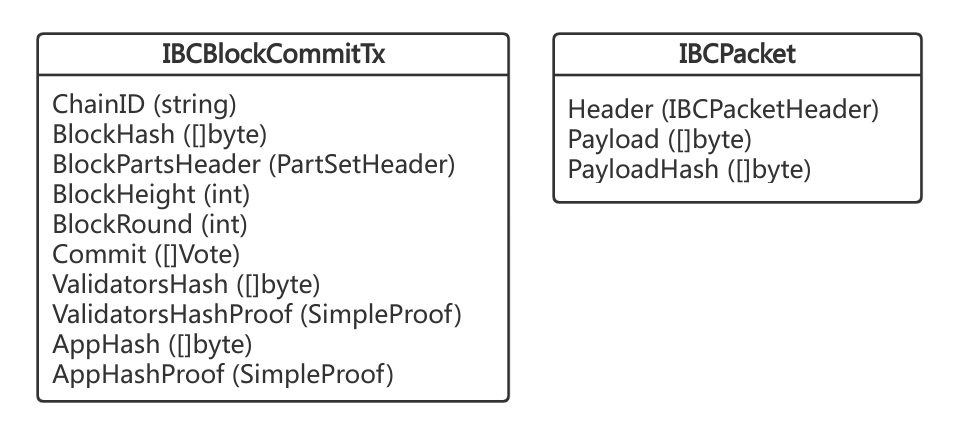 IBCBlockCommitTx
ChainID (string)
BlockHash ([]byte)
BlockPartsHeader (PartSetHeader)
BlockHeight (int)
BlockRound (int)
Commit ([]Vote)
ValidatorsHash ([]byte)
ValidatorsHashProof (SimpleProof)
AppHash ([]byte)
AppHashProof (SimpleProof)
IBCPacket
Header (IBCPacketHeader)
Payload ([]byte)
PayloadHash ([]byte)